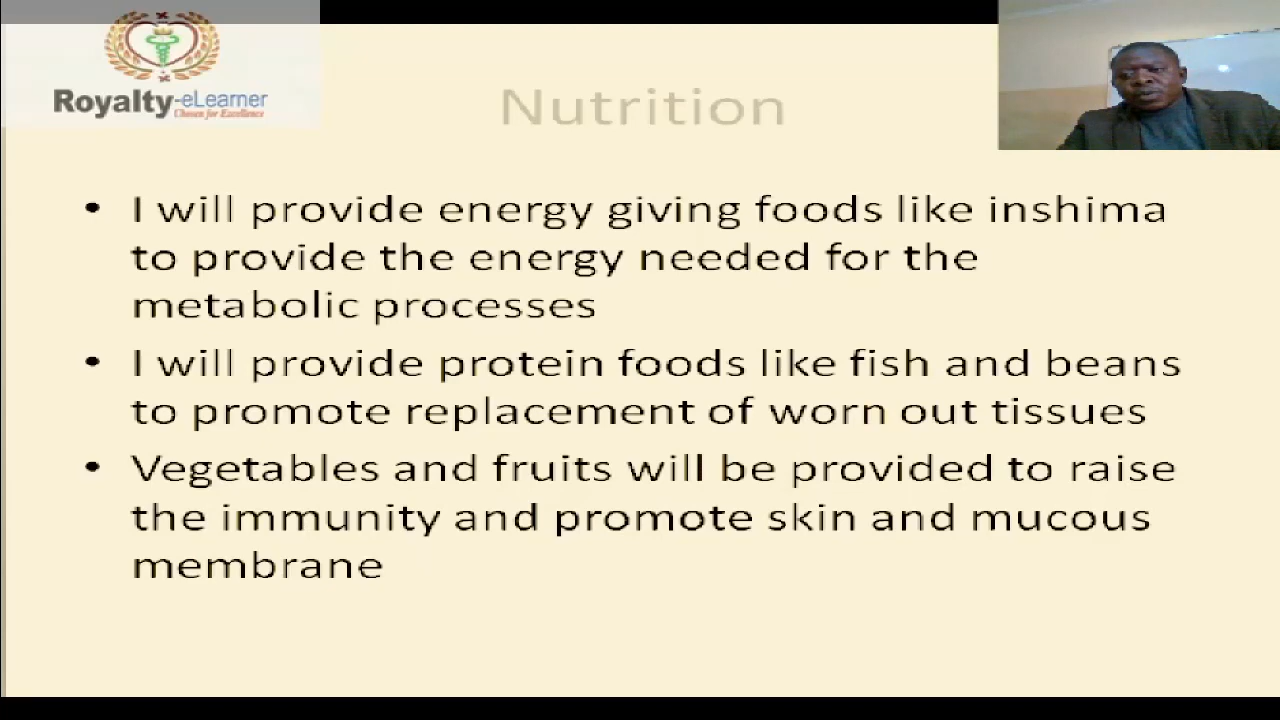 Royalty-eLearner
Chosen for Excellence
Nutrition
• I will provide energy giving foods like inshima
to provide the energy needed for the
metabolic processes
• I will provide protein foods like fish and beans
to promote replacement of worn out tissues
• Vegetables and fruits will be provided to raise
the immunity and promote skin and mucous
membrane